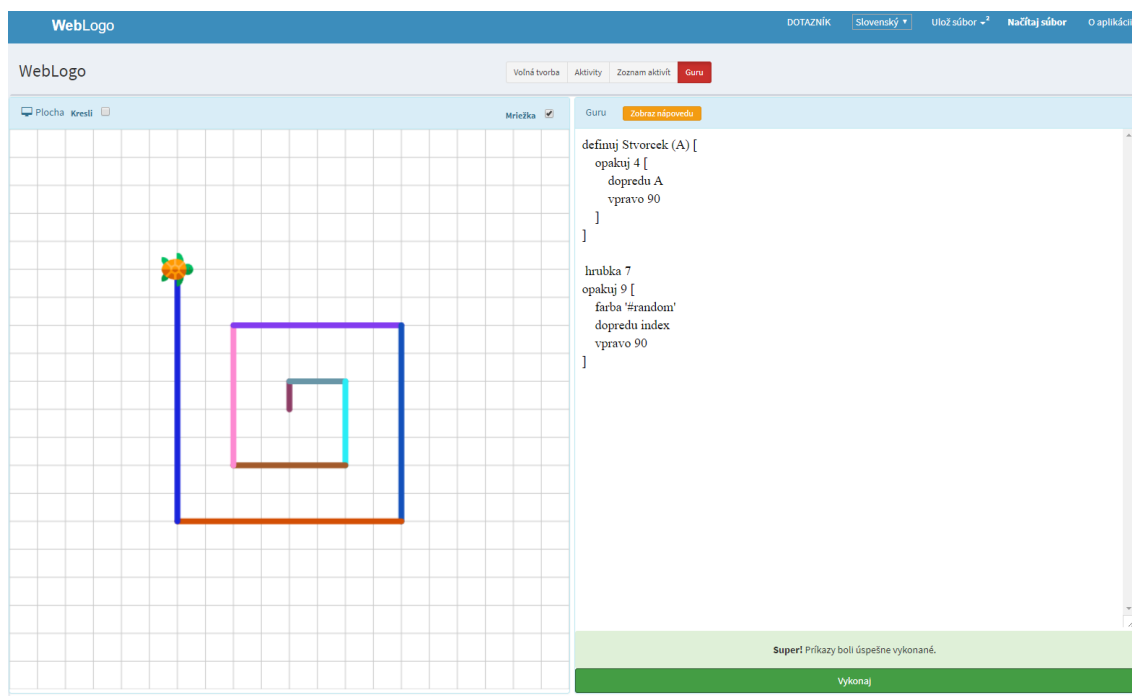 WebLogo
DOTAZNÍK
Slovenský ▾
Ulož súbor
2
Načítaj súbor
O aplikácii
WebLogo
Voľná tvorba
Aktivity
Zoznam aktivít
Guru
Plocha Kresli
Mriežka
Guru
Zobraz nápovedu
definuj Stvorcek (A) [
opakuj 4 [
dopredu A
vpravo 90
]
]
hrubka 7
opakuj 9 [
farba '#random'
dopredu index
vpravo 90
]
Super! Príkazy boli úspešne vykonané.
Vykonaj